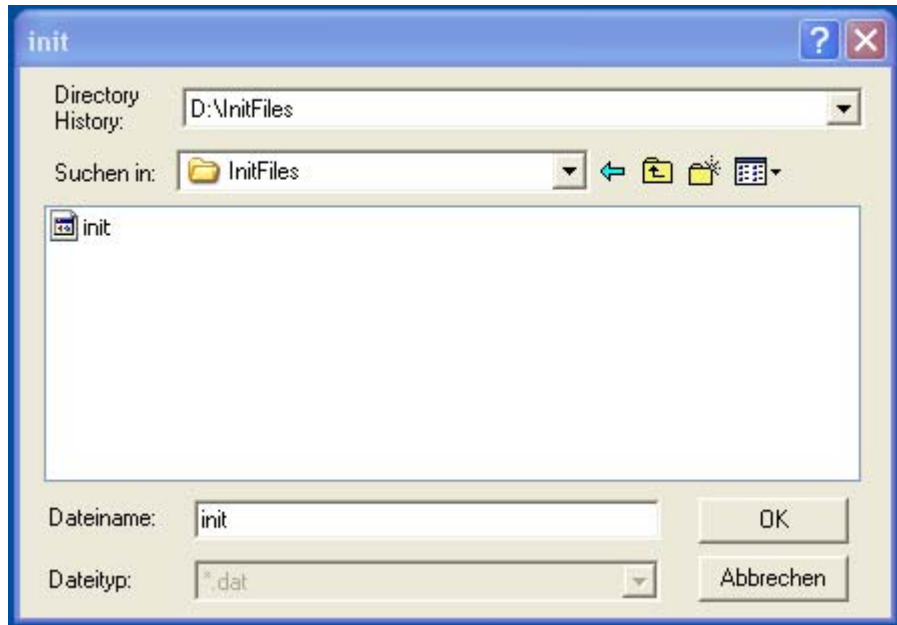 init
Directory
History:
D:\InitFiles
Suchen in:
InitFiles
init
Dateiname:
init
OK
Dateityp:
*.dat
Abbrechen